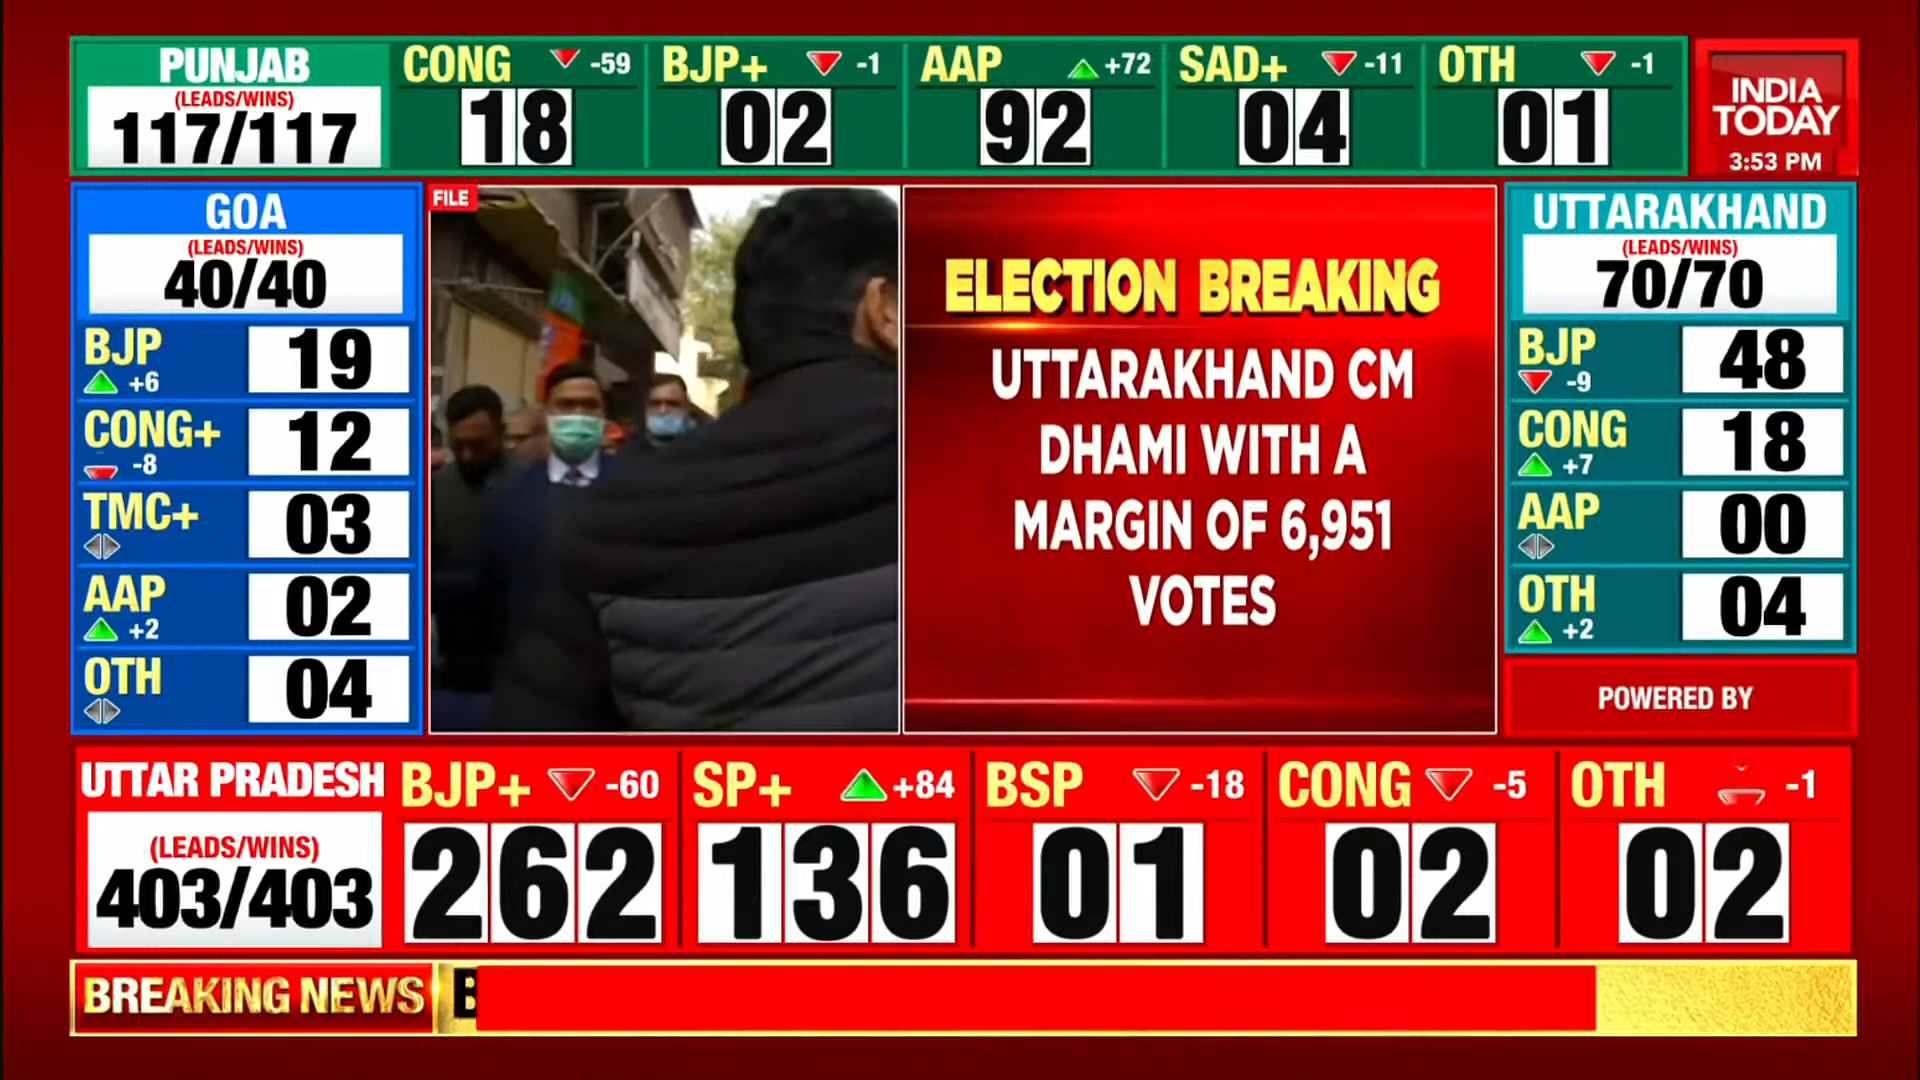 PUNJAB
(LEADS/WINS)
117/117
CONG -59
18
BJP+ -1
02
AAP +72
92
SAD+ -11
04
OTH -1
01
INDIA
TODAY
3:53 PM
GOA
(LEADS/WINS)
40/40
BJP 19
+6
CONG+ 12
-8
TMC+ 03
AAP 02
+2
OTH 04
FILE
ELECTION BREAKING
UTTARAKHAND CM
DHAMI WITH A
MARGIN OF 6,951
VOTES
UTTARAKHAND
(LEADS/WINS)
70/70
BJP 48
-9
CONG 18
+7
AAP 00
OTH 04
+2
POWERED BY
UTTAR PRADESH
(LEADS/WINS)
403/403
BJP+ -60
262
SP+ +84
136
BSP -18
01
CONG -5
02
OTH -1
02
BREAKING NEWS